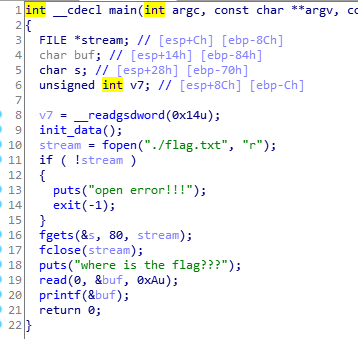 1 int __cdecl main(int argc, const char **argv, co
2 {
3 FILE *stream; // [esp+Ch] [ebp-8Ch]
4 char buf; // [esp+14h] [ebp-84h]
5 char s; // [esp+28h] [ebp-70h]
6 unsigned int v7; // [esp+8Ch] [ebp-Ch]
7
8 v7 = __readgsdword(0x14u);
9 init_data();
10 stream = fopen("./flag.txt", "r");
11 if ( !stream )
12 {
13 puts("open error!!!");
14 exit(-1);
15 }
16 fgets(&s, 80, stream);
17 fclose(stream);
18 puts("where is the flag???");
19 read(0, &buf, 0xAu);
20 printf(&buf);
21 return 0;
22 }